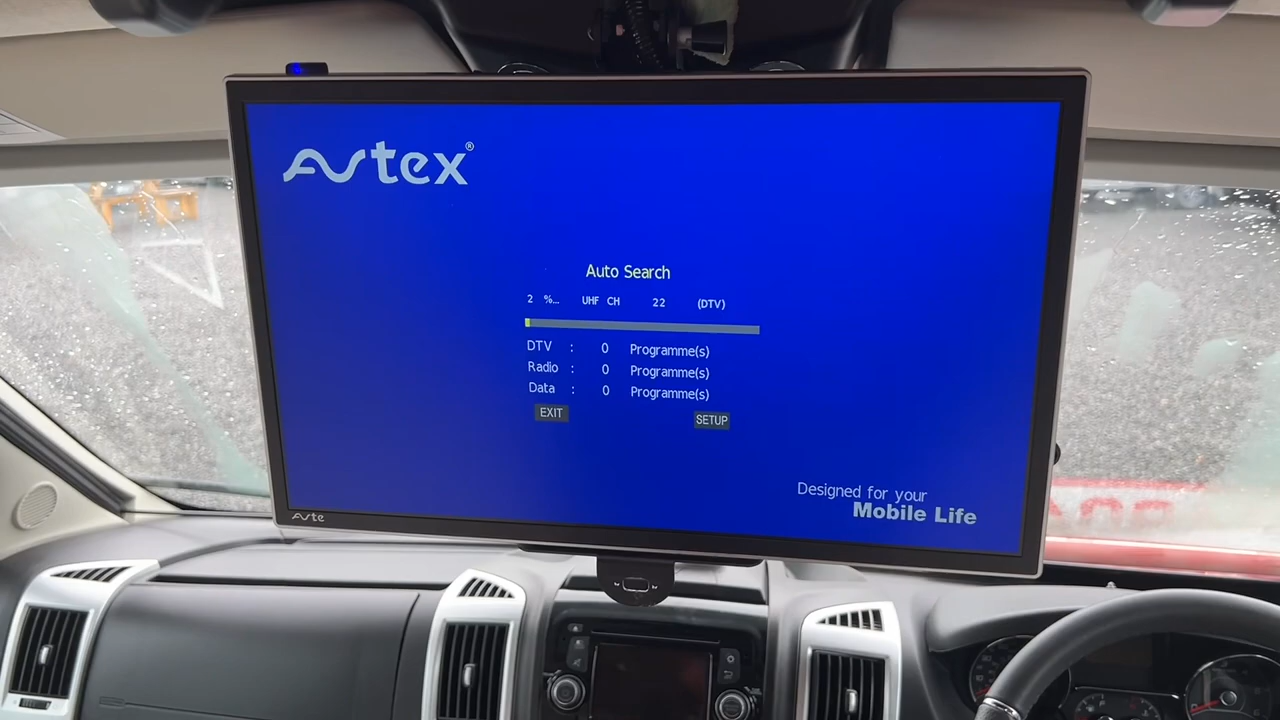 Avtex®
Auto Search
2 %... UHF CH 22 (DTV)
DTV : 0 Programme(s)
Radio : 0 Programme(s)
Data : 0 Programme(s)
EXIT SETUP
Designed for your
Mobile Life
Avte